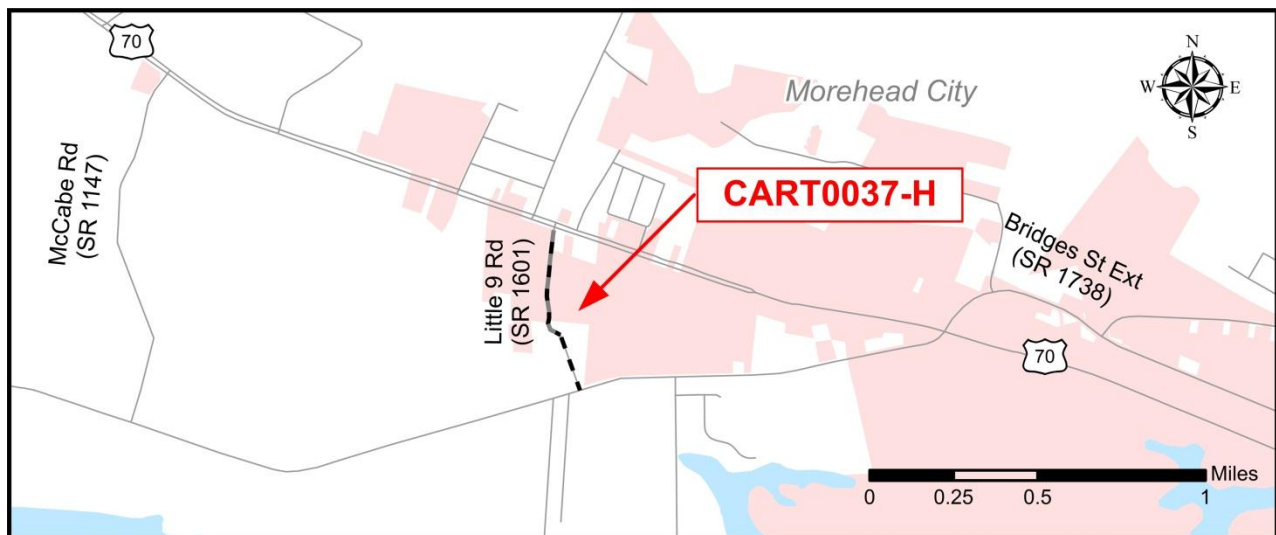 70
N
W E
S
Morehead City
McCabe Rd
(SR 1147)
CART0037-H
Little 9 Rd
(SR 1601)
Bridges St Ext
(SR 1738)
70
Miles
0 0.25 0.5 1